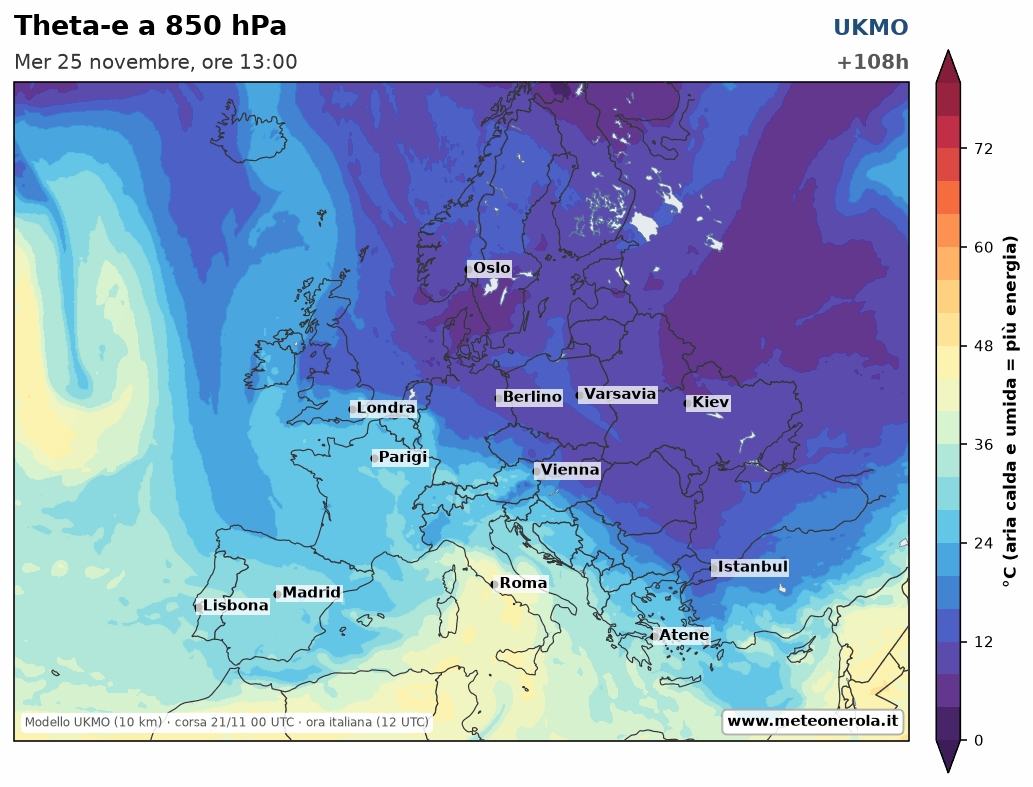 Theta-e a 850 hPa
UKMO
Mer 25 novembre, ore 13:00
+108h
72
60
48
36
24
12
0
°C (aria calda e umida = più energia)
Oslo
Londra
Berlino
Varsavia
Kiev
Parigi
Vienna
Istanbul
Roma
Madrid
Lisbona
Atene
Modello UKMO (10 km) · corsa 21/11 00 UTC · ora italiana (12 UTC)
www.meteonerola.it